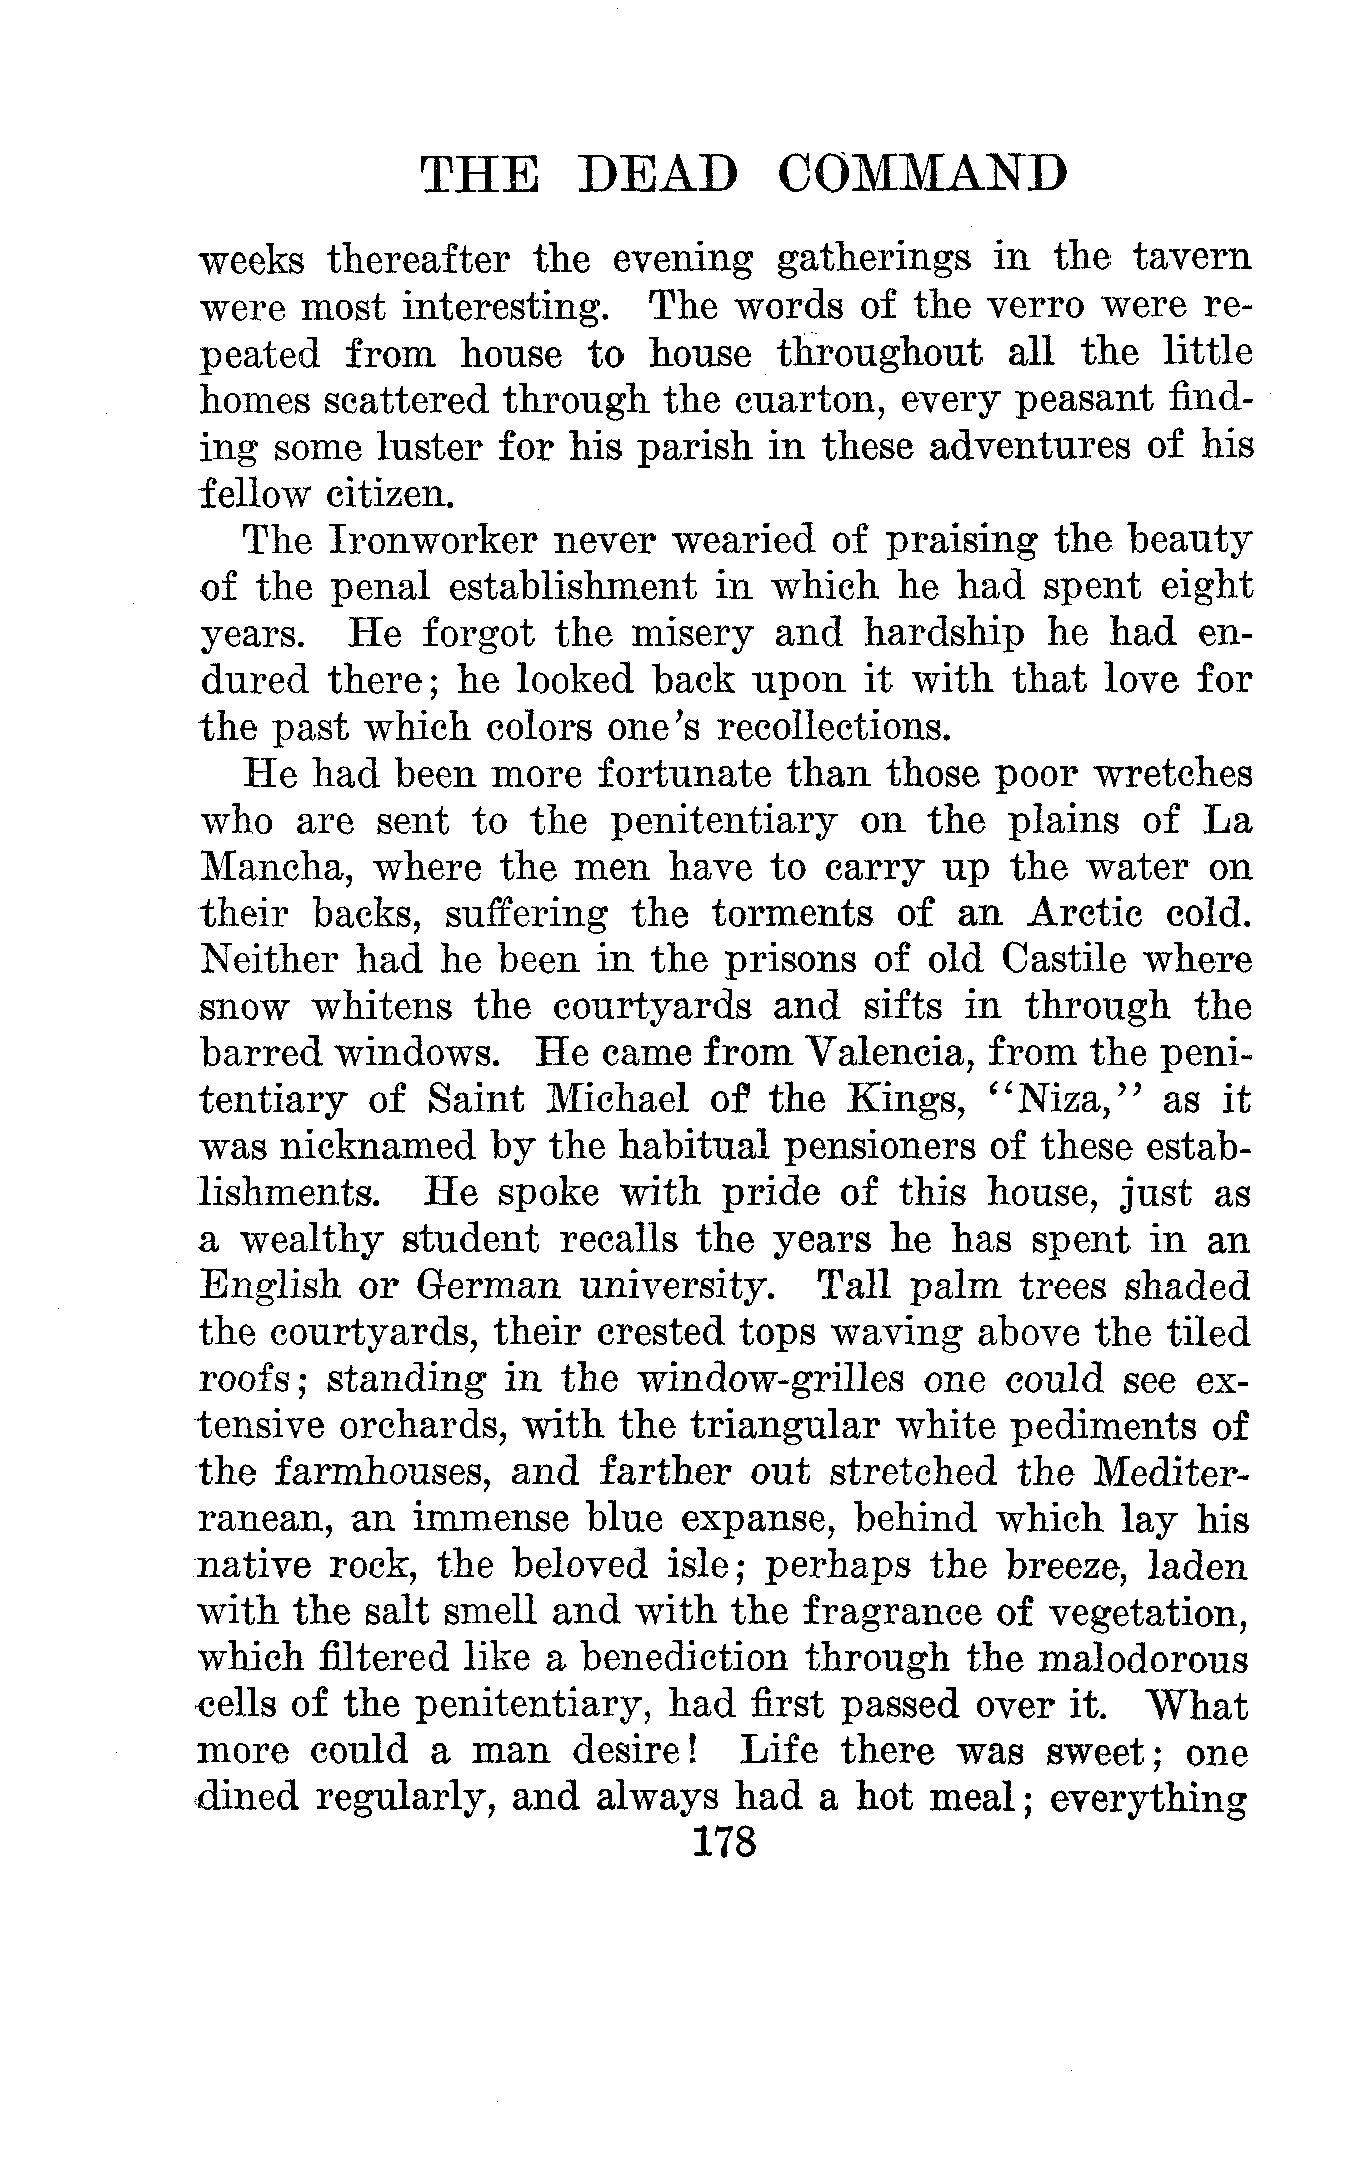 THE DEAD COMMAND
weeks thereafter the evening gatherings in the tavern
were most interesting. The words of the verro were re-
peated from house to house throughout all the little
homes scattered through the cuarton, every peasant find-
ing some luster for his parish in these adventures of his
fellow citizen.
The Ironworker never wearied of praising the beauty
of the penal establishment in which he had spent eight
years. He forgot the misery and hardship he had en-
dured there; he looked back upon it with that love for
the past which colors one's recollections.
He had been more fortunate than those poor wretches
who are sent to the penitentiary on the plains of La
Mancha, where the men have to carry up the water on
their backs, suffering the torments of an Arctic cold.
Neither had he been in the prisons of old Castile where
snow whitens the courtyards and sifts in through the
barred windows. He came from Valencia, from the peni-
tentiary of Saint Michael of the Kings, "Niza," as it
was nicknamed by the habitual pensioners of these estab-
lishments. He spoke with pride of this house, just as
a wealthy student recalls the years he has spent in an
English or German university. Tall palm trees shaded
the courtyards, their crested tops waving above the tiled
roofs; standing in the window-grilles one could see ex-
tensive orchards, with the triangular white pediments of
the farmhouses, and farther out stretched the Mediter-
ranean, an immense blue expanse, behind which lay his
native rock, the beloved isle; perhaps the breeze, laden
with the salt smell and with the fragrance of vegetation,
which filtered like a benediction through the malodorous
cells of the penitentiary, had first passed over it. What
more could a man desire! Life there was sweet; one
dined regularly, and always had a hot meal; everything
178